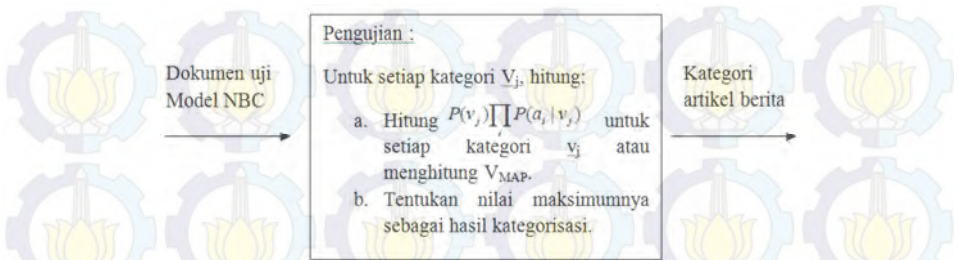 Dokumen uji
Model NBC
Pengujian :
Untuk setiap kategori Vj, hitung:
a. Hitung P(vj)∏i P(ai | vj) untuk
setiap kategori vj atau
menghitung VMAP.
b. Tentukan nilai maksimumnya
sebagai hasil kategorisasi.
Kategori
artikel berita